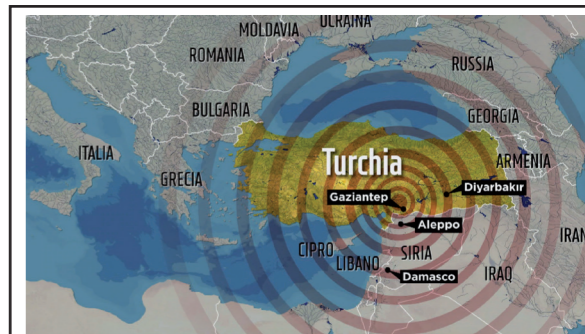 MOLDAVIA
UCRAINA
ROMANIA
RUSSIA
BULGARIA
GEORGIA
ITALIA
Turchia
ARMENIA
GRECIA
Diyarbakır
Gaziantep
Aleppo
CIPRO
SIRIA
LIBANO
IRAN
Damasco
IRAQ